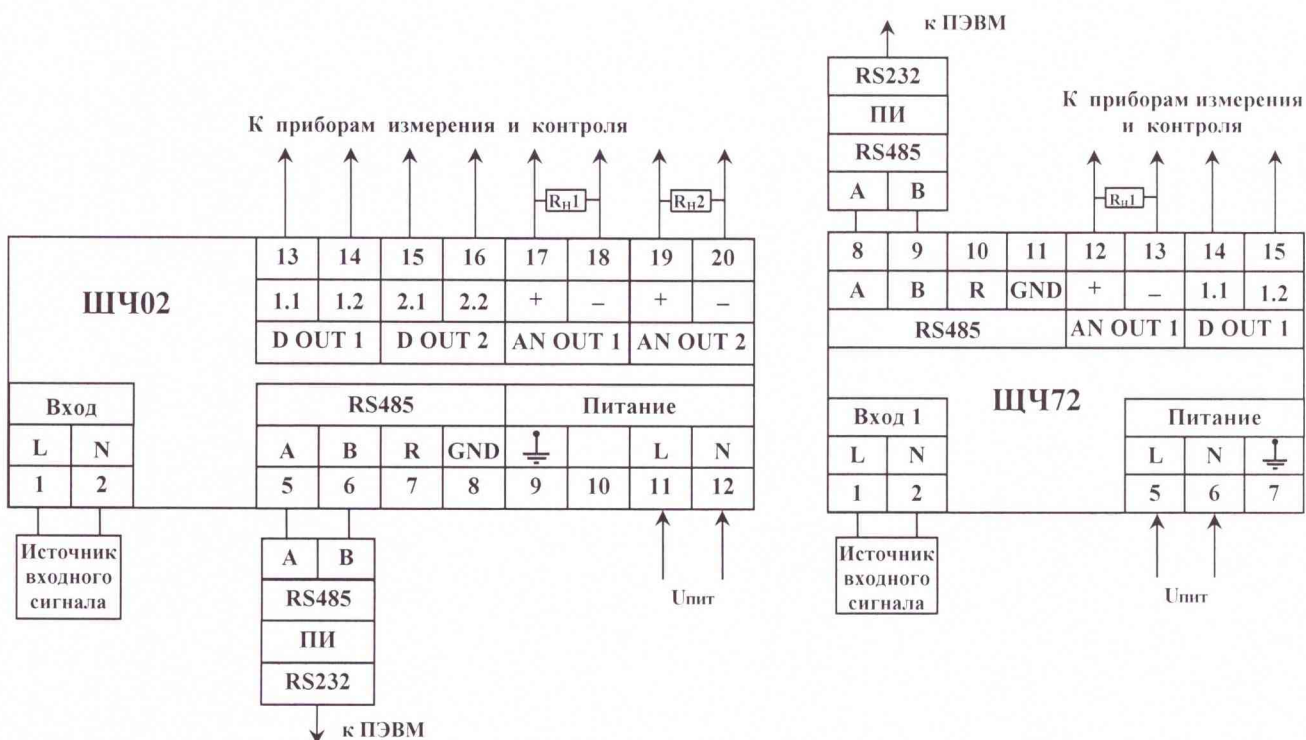 К приборам измерения и контроля
13 14 15 16 17 18 19 20
1.1 1.2 2.1 2.2 + – + –
D OUT 1 D OUT 2 AN OUT 1 AN OUT 2
Rн1 Rн2
ЩЧ02
Вход
L N
1 2
RS485 Питание
A B R GND L N
5 6 7 8 9 10 11 12
Источник
входного
сигнала
A B
RS485
ПИ
RS232
к ПЭВМ
Uпит
к ПЭВМ
RS232
ПИ
RS485
A B
К приборам измерения
и контроля
Rн1
8 9 10 11 12 13 14 15
A B R GND + – 1.1 1.2
RS485 AN OUT 1 D OUT 1
ЩЧ72
Вход 1 Питание
L N L N
1 2 5 6 7
Источник
входного
сигнала
Uпит